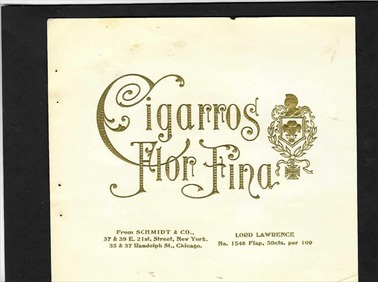 Cigarros
Flor Fina
From SCHMIDT & CO.,
37 & 39 E. 21st. Street, New York.
35 & 37 Randolph St., Chicago.
LORD LAWRENCE
No. 1548 Flap, 50cts. per 100